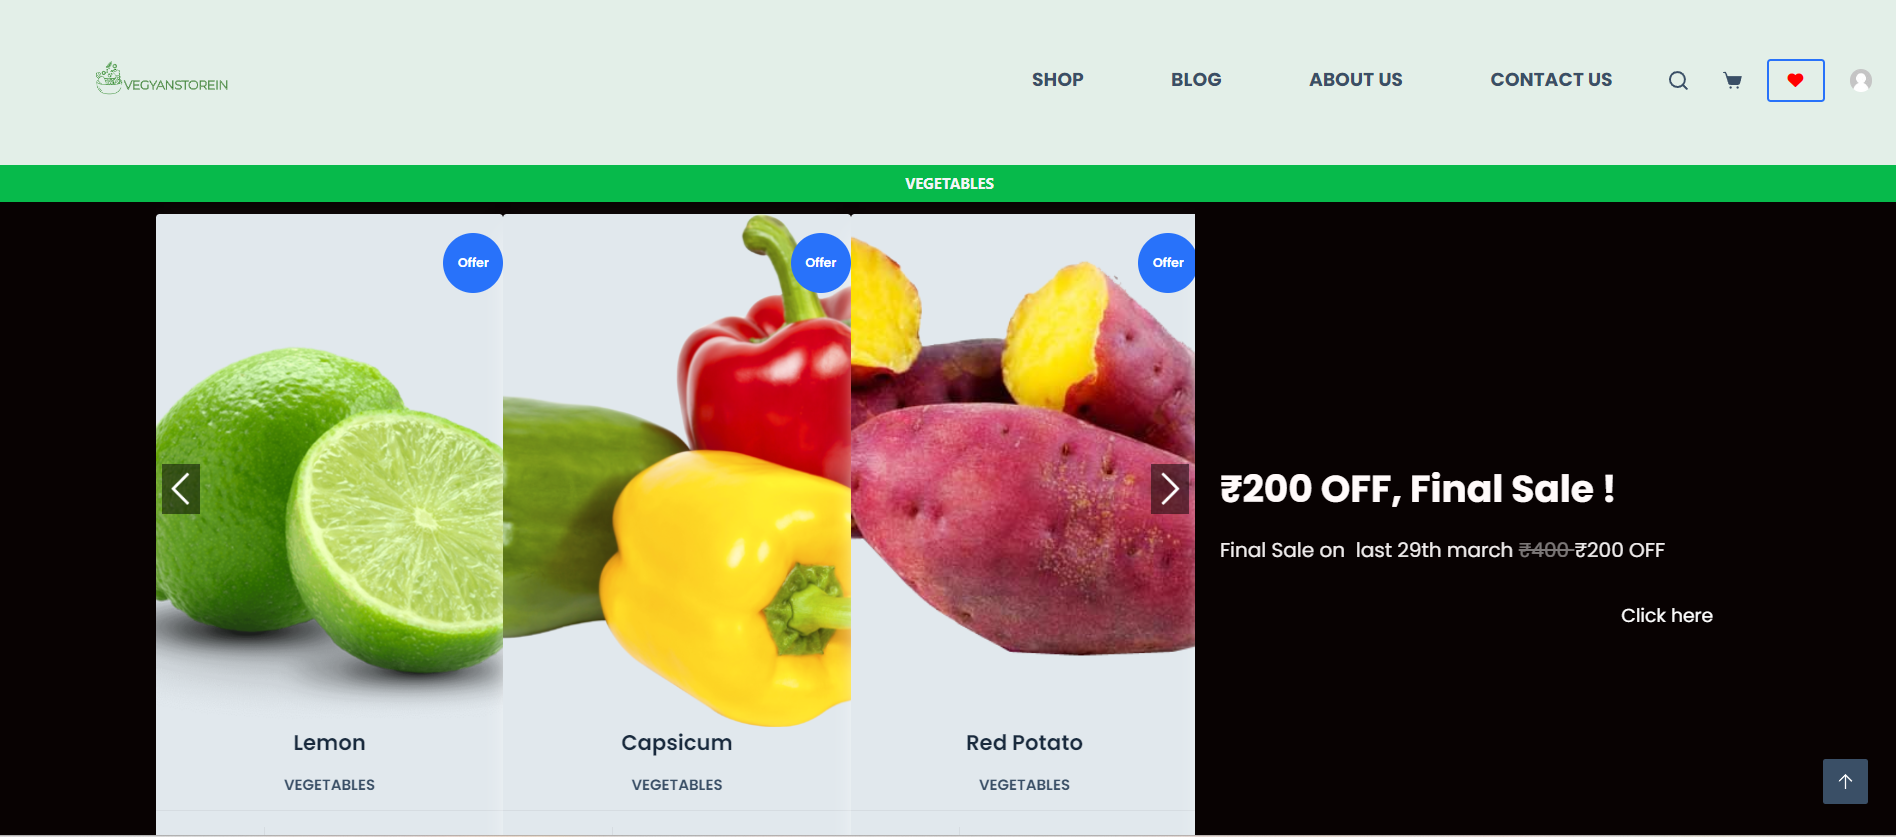 VEGYANSTOREIN
SHOP
BLOG
ABOUT US
CONTACT US
VEGETABLES
Offer
Offer
Offer
₹200 OFF, Final Sale !
Final Sale on last 29th march ₹400 ₹200 OFF
Click here
Lemon
Capsicum
Red Potato
VEGETABLES
VEGETABLES
VEGETABLES